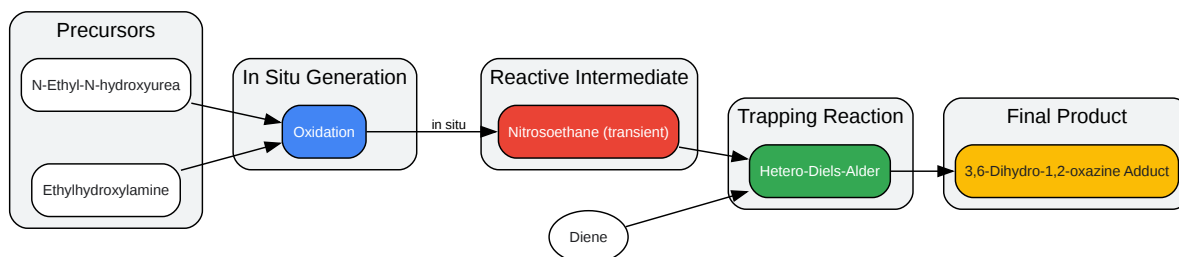 Precursors
N-Ethyl-N-hydroxyurea
Ethylhydroxylamine
In Situ Generation
Oxidation
in situ
Reactive Intermediate
Nitrosoethane (transient)
Diene
Trapping Reaction
Hetero-Diels-Alder
Final Product
3,6-Dihydro-1,2-oxazine Adduct